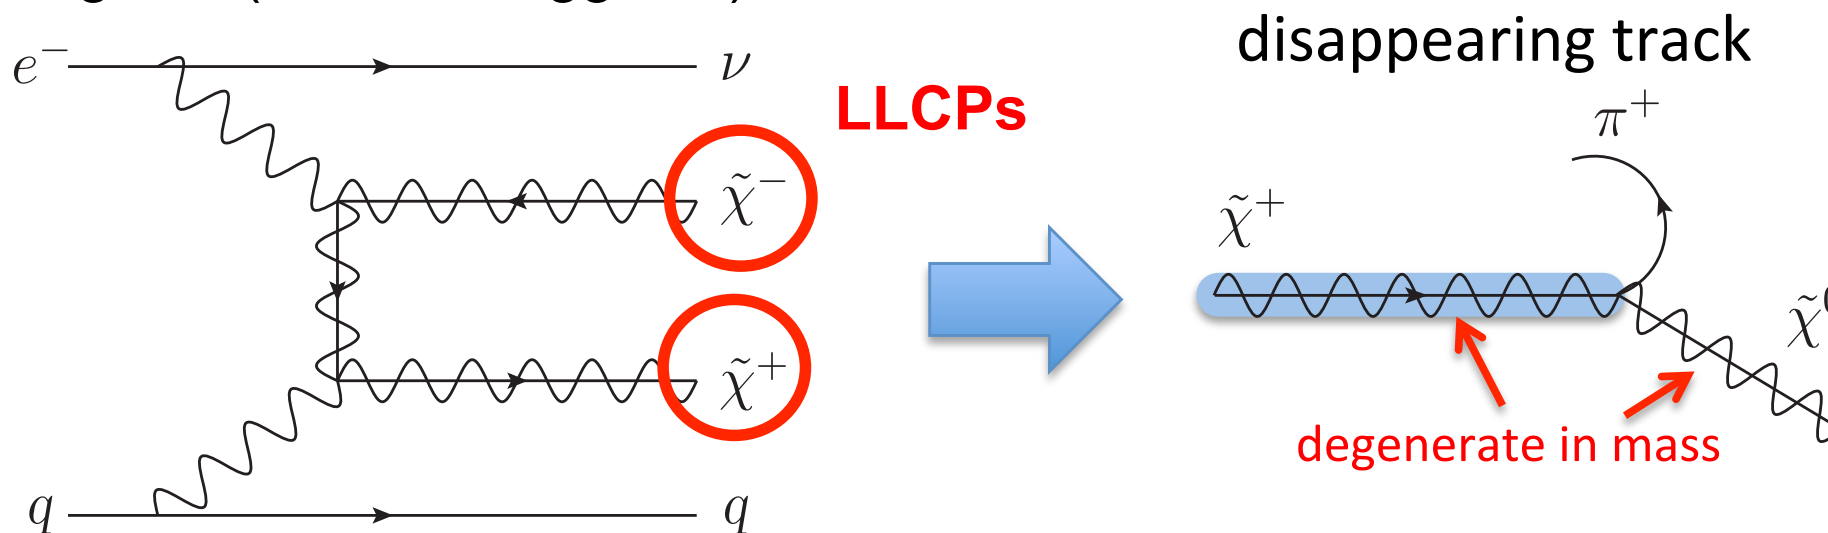 disappearing track
e⁻
ν
LLCPs
π⁺
χ̃⁻
χ̃⁺
χ̃⁺
degenerate in mass
q
q